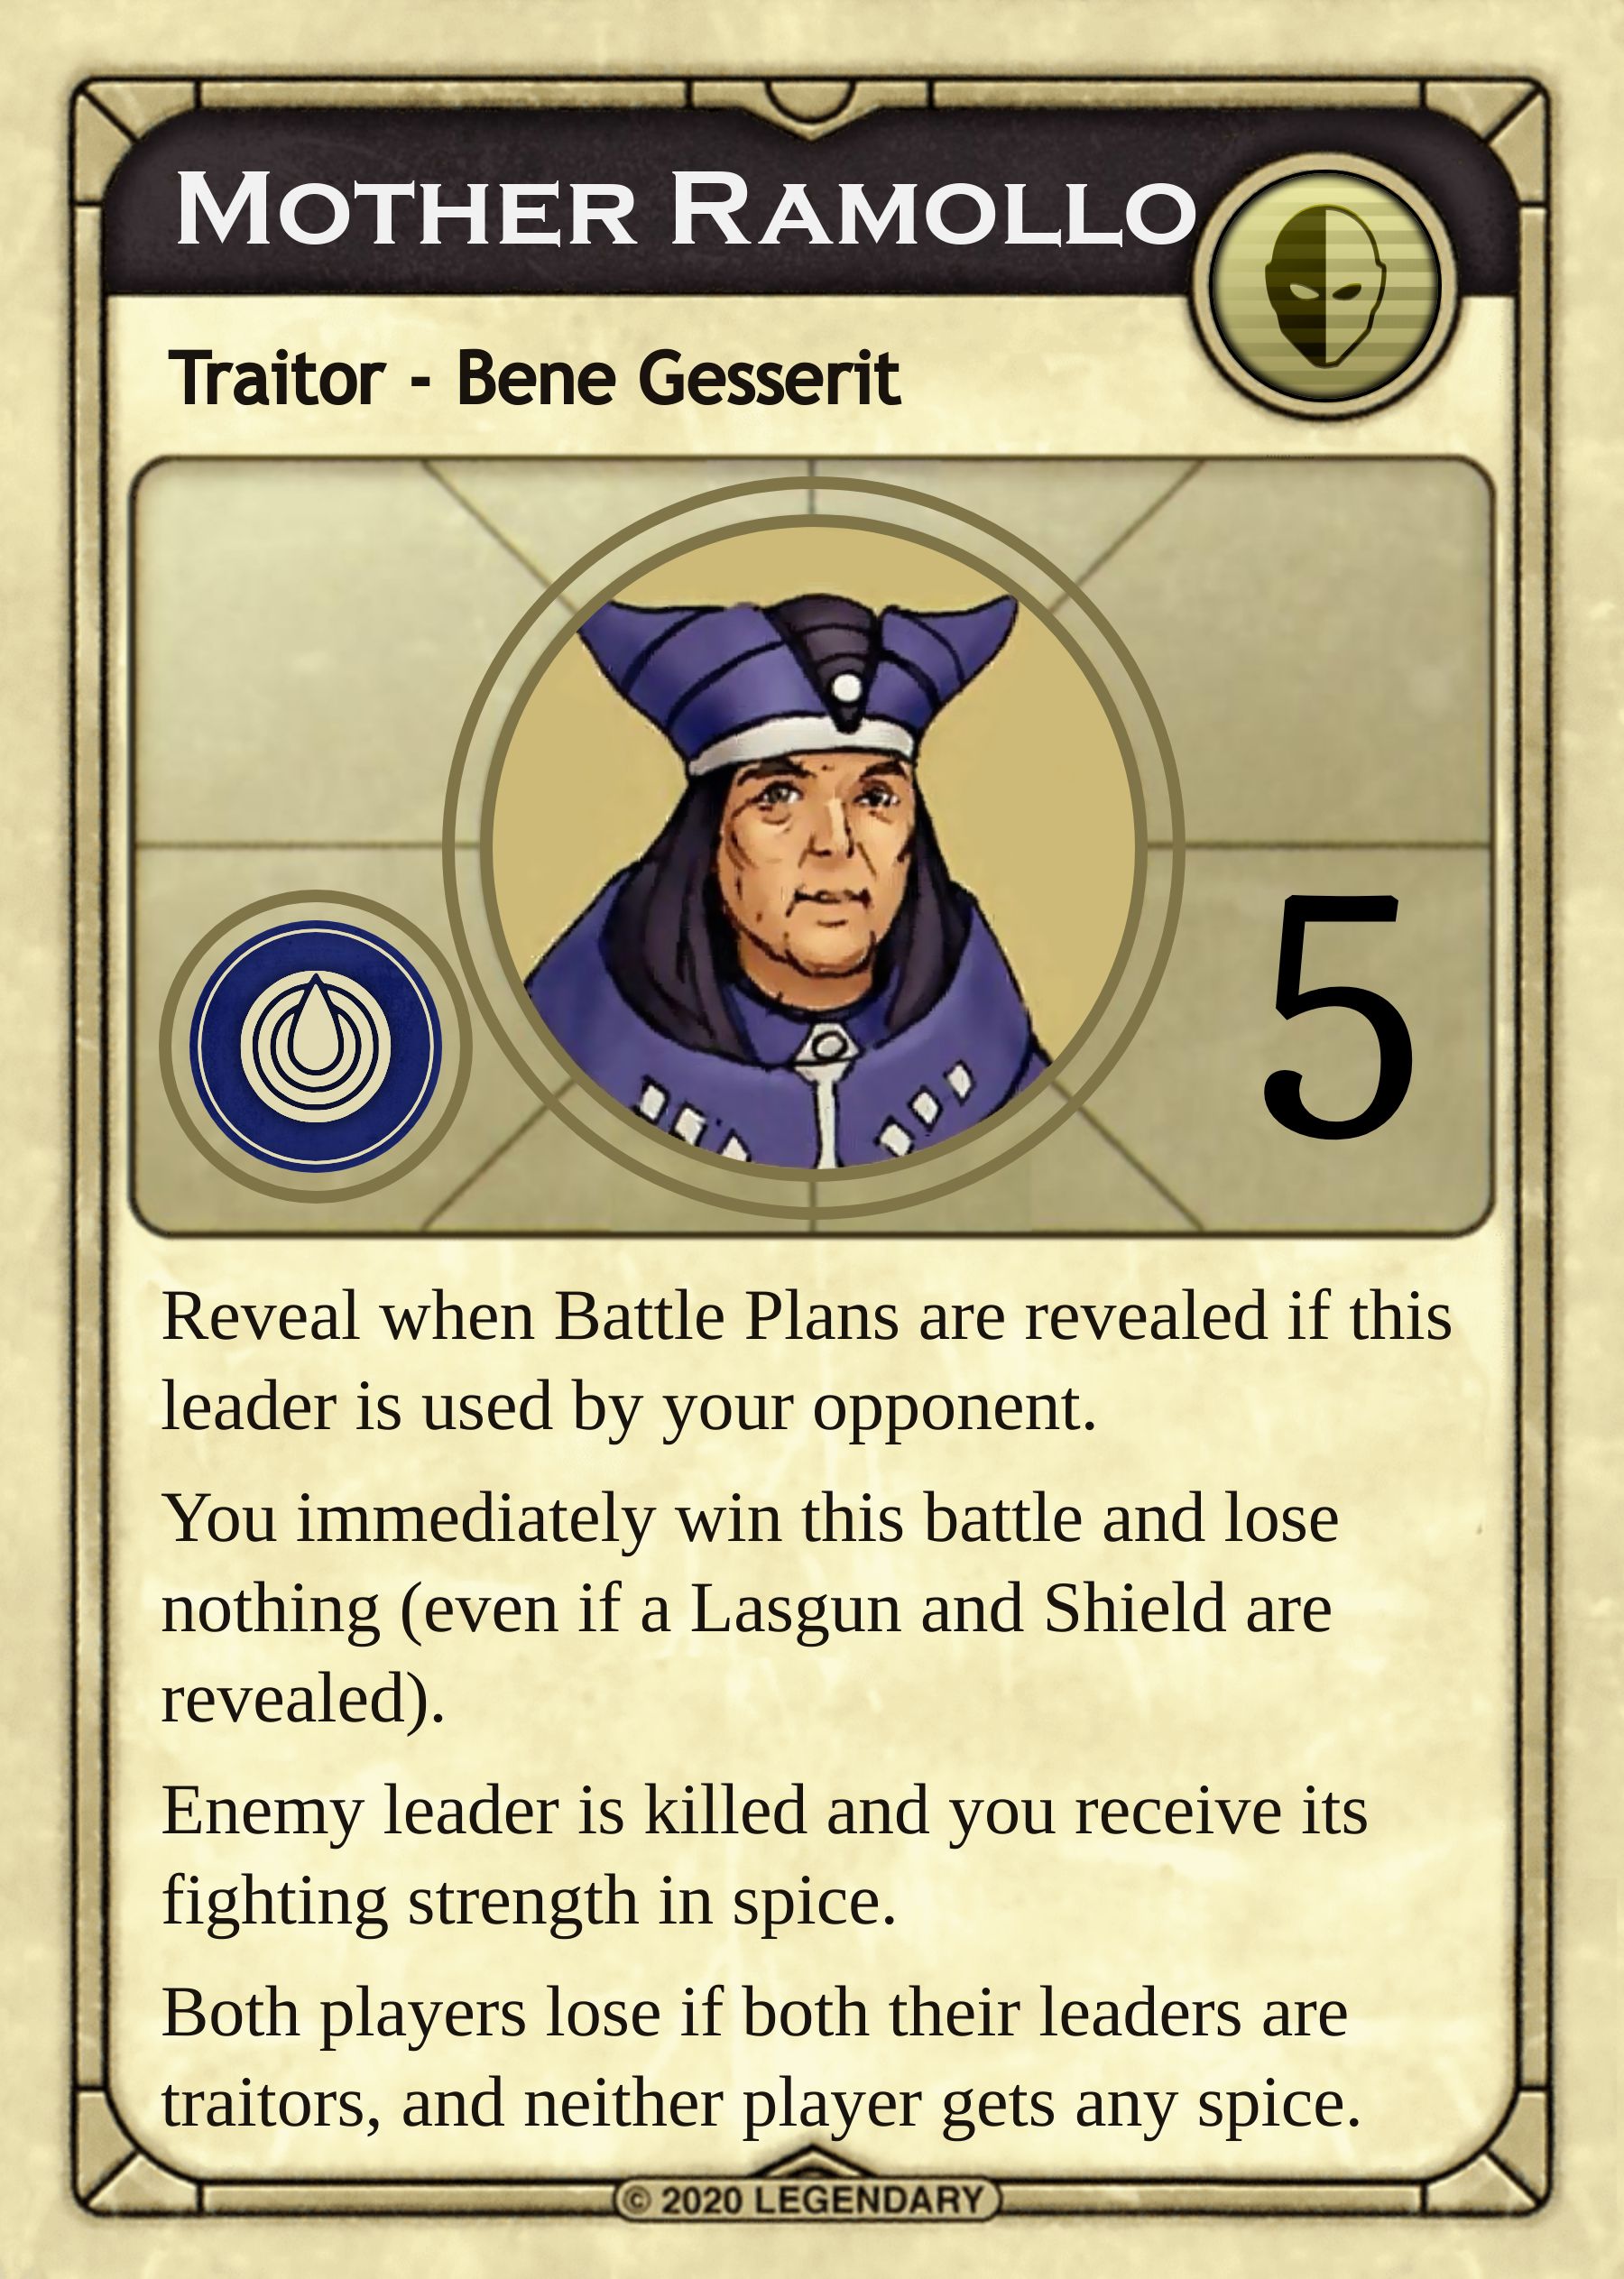 Mother Ramollo
Traitor - Bene Gesserit
5
Reveal when Battle Plans are revealed if this
leader is used by your opponent.
You immediately win this battle and lose
nothing (even if a Lasgun and Shield are
revealed).
Enemy leader is killed and you receive its
fighting strength in spice.
Both players lose if both their leaders are
traitors, and neither player gets any spice.
© 2020 LEGENDARY